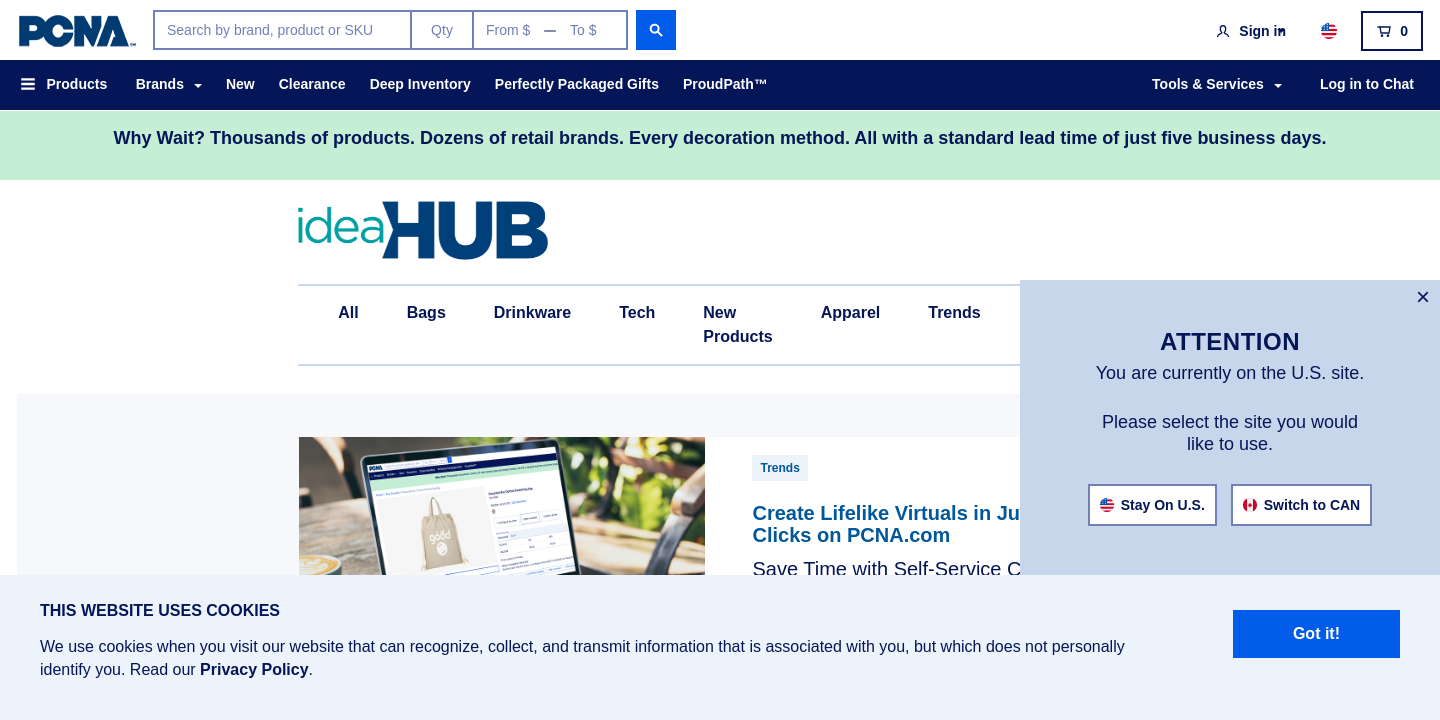 PCNA™
Search by brand, product or SKU
Qty
From $ — To $
Sign in
0
Products
Brands
New
Clearance
Deep Inventory
Perfectly Packaged Gifts
ProudPath™
Tools & Services
Log in to Chat
Why Wait? Thousands of products. Dozens of retail brands. Every decoration method. All with a standard lead time of just five business days.
ideaHUB
All
Bags
Drinkware
Tech
New
Products
Apparel
Trends
×
ATTENTION
You are currently on the U.S. site.
Please select the site you would
like to use.
Stay On U.S.
Switch to CAN
good
Trends
Create Lifelike Virtuals in Ju
Clicks on PCNA.com
Save Time with Self-Service C
THIS WEBSITE USES COOKIES
We use cookies when you visit our website that can recognize, collect, and transmit information that is associated with you, but which does not personally
identify you. Read our Privacy Policy.
Got it!